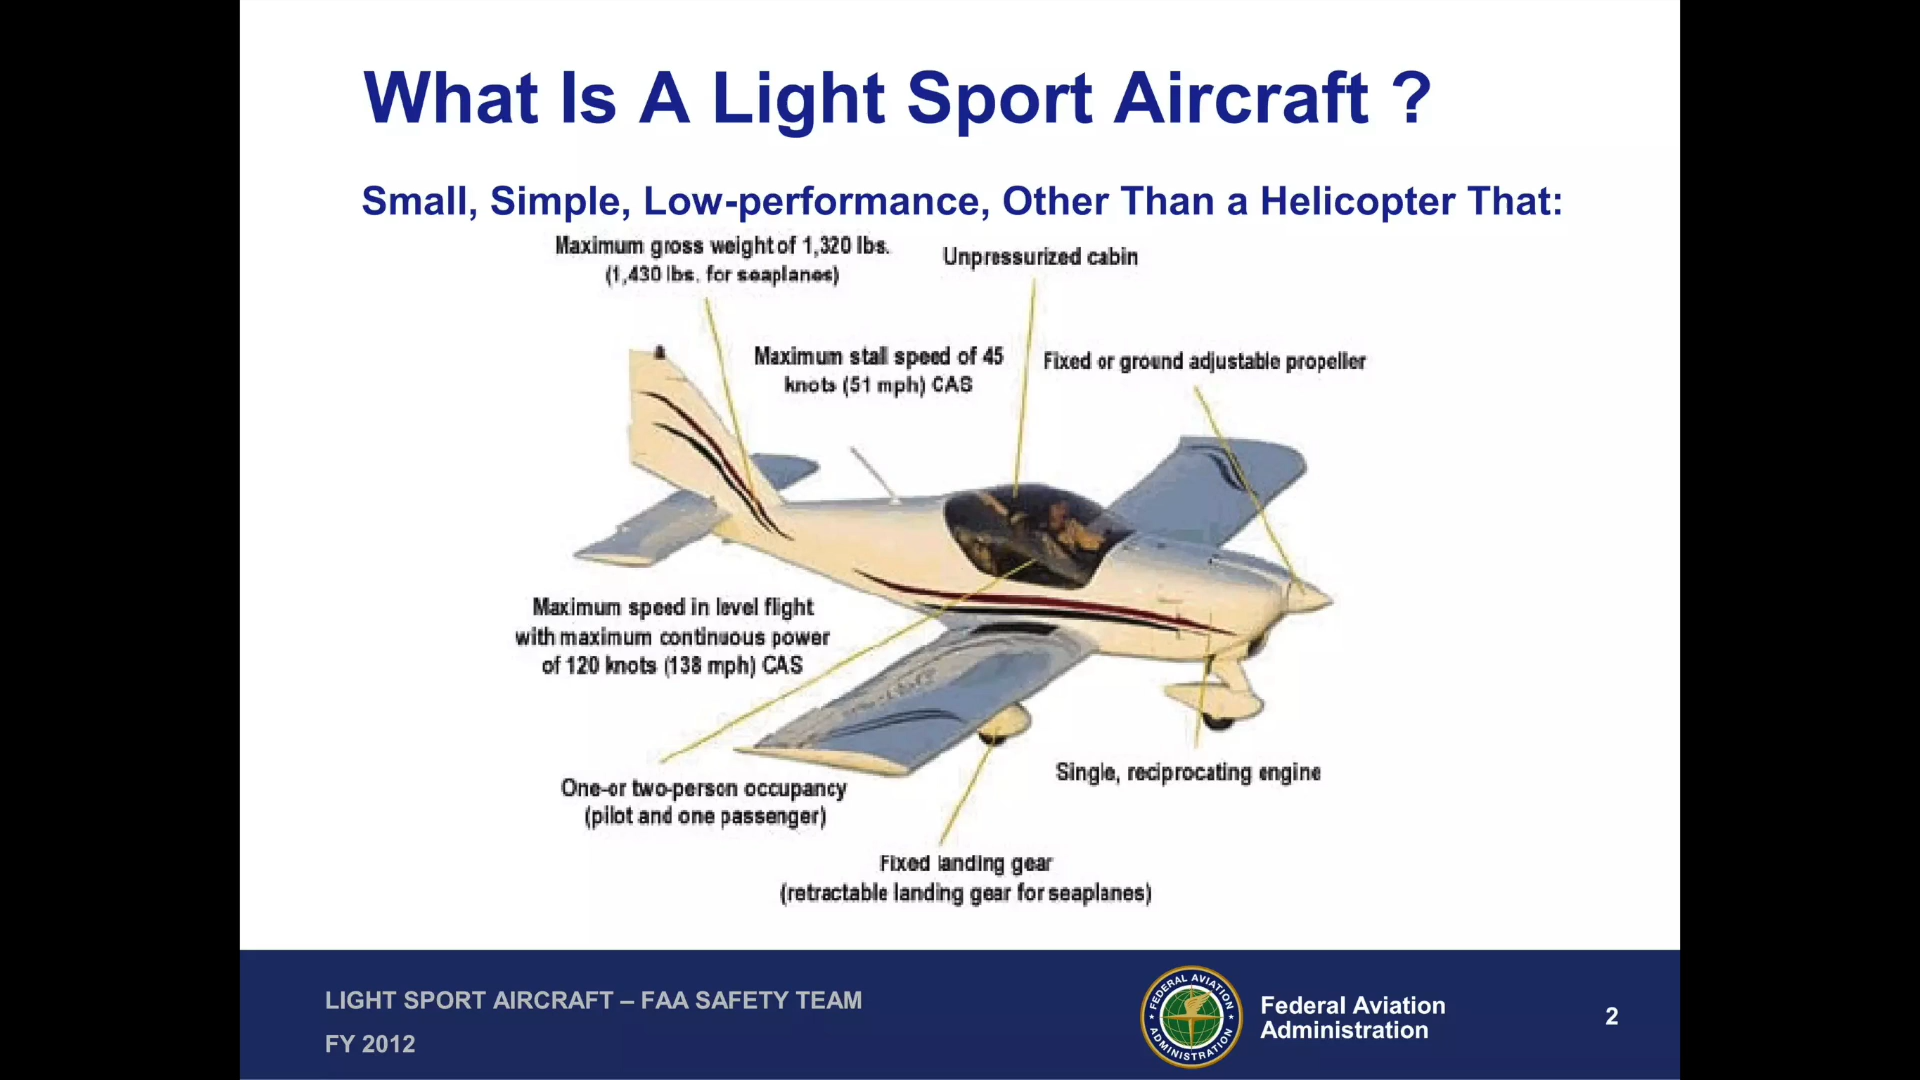 What Is A Light Sport Aircraft ?
Small, Simple, Low-performance, Other Than a Helicopter That:
Maximum gross weight of 1,320 lbs.
(1,430 lbs. for seaplanes)
Unpressurized cabin
Maximum stall speed of 45
knots (51 mph) CAS
Fixed or ground adjustable propeller
Maximum speed in level flight
with maximum continuous power
of 120 knots (138 mph) CAS
One-or two-person occupancy
(pilot and one passenger)
Single, reciprocating engine
Fixed landing gear
(retractable landing gear for seaplanes)
LIGHT SPORT AIRCRAFT – FAA SAFETY TEAM
FY 2012
FEDERAL AVIATION
ADMINISTRATION
Federal Aviation
Administration
2